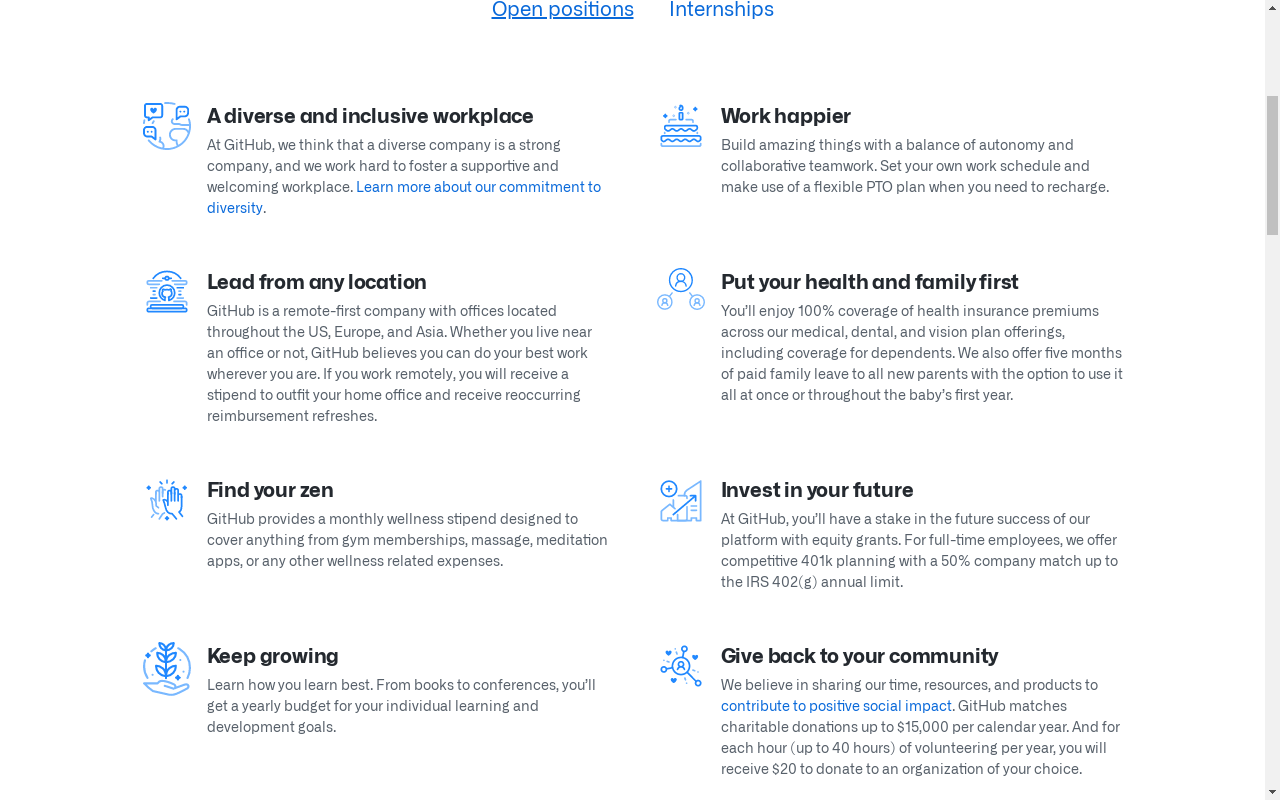 Open positions
Internships
A diverse and inclusive workplace
At GitHub, we think that a diverse company is a strong
company, and we work hard to foster a supportive and
welcoming workplace. Learn more about our commitment to
diversity.
Work happier
Build amazing things with a balance of autonomy and
collaborative teamwork. Set your own work schedule and
make use of a flexible PTO plan when you need to recharge.
Lead from any location
GitHub is a remote-first company with offices located
throughout the US, Europe, and Asia. Whether you live near
an office or not, GitHub believes you can do your best work
wherever you are. If you work remotely, you will receive a
stipend to outfit your home office and receive reoccurring
reimbursement refreshes.
Put your health and family first
You’ll enjoy 100% coverage of health insurance premiums
across our medical, dental, and vision plan offerings,
including coverage for dependents. We also offer five months
of paid family leave to all new parents with the option to use it
all at once or throughout the baby’s first year.
Find your zen
GitHub provides a monthly wellness stipend designed to
cover anything from gym memberships, massage, meditation
apps, or any other wellness related expenses.
Invest in your future
At GitHub, you’ll have a stake in the future success of our
platform with equity grants. For full-time employees, we offer
competitive 401k planning with a 50% company match up to
the IRS 402(g) annual limit.
Keep growing
Learn how you learn best. From books to conferences, you’ll
get a yearly budget for your individual learning and
development goals.
Give back to your community
We believe in sharing our time, resources, and products to
contribute to positive social impact. GitHub matches
charitable donations up to $15,000 per calendar year. And for
each hour (up to 40 hours) of volunteering per year, you will
receive $20 to donate to an organization of your choice.